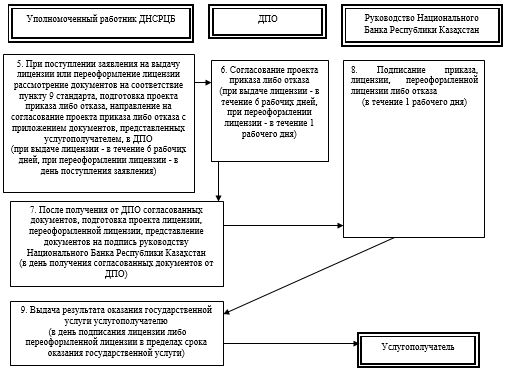 Уполномоченый работник ДНСРЦБ
ДПО
Руководство Национального
Банка Республики Казахстан
5. При поступлении заявления на выдачу
лицензии или переоформление лицензии
рассмотрение документов на соответствие
пункту 9 стандарта, подготовка проекта
приказа либо отказа, направление на
согласование проекта приказа либо отказа с
приложением документов, представленных
услугополучателем, в ДПО
(при выдаче лицензии - в течение 6 рабочих
дней, при переоформлении лицензии - в
день поступления заявления)
6. Согласование проекта
приказа либо отказа
(при выдаче лицензии - в
течение 6 рабочих дней,
при переоформлении
лицензии - в течение 1
рабочего дня)
8. Подписание приказа,
лицензии, переоформленной
лицензии либо отказа
(в течение 1 рабочего дня)
7. После получения от ДПО согласованных
документов, подготовка проекта лицензии,
переоформленной лицензии, представление
документов на подпись руководству
Национального Банка Республики Казахстан
(в день получения согласованных документов от
ДПО)
9. Выдача результата оказания государственной
услуги услугополучателю
(в день подписания лицензии либо
переоформленной лицензии в пределах срока
оказания государственной услуги)
Услугополучатель